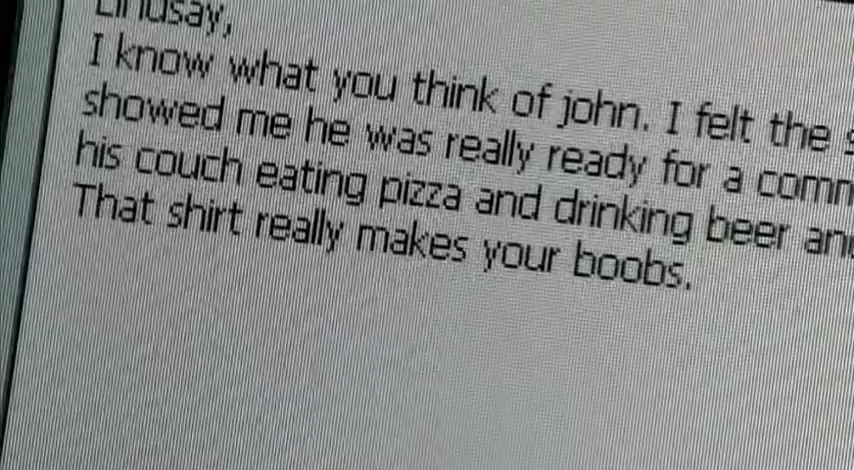 Lindsay,
I know what you think of john. I felt the
showed me he was really ready for a
his couch eating pizza and drinking beer
That shirt really makes your boobs.